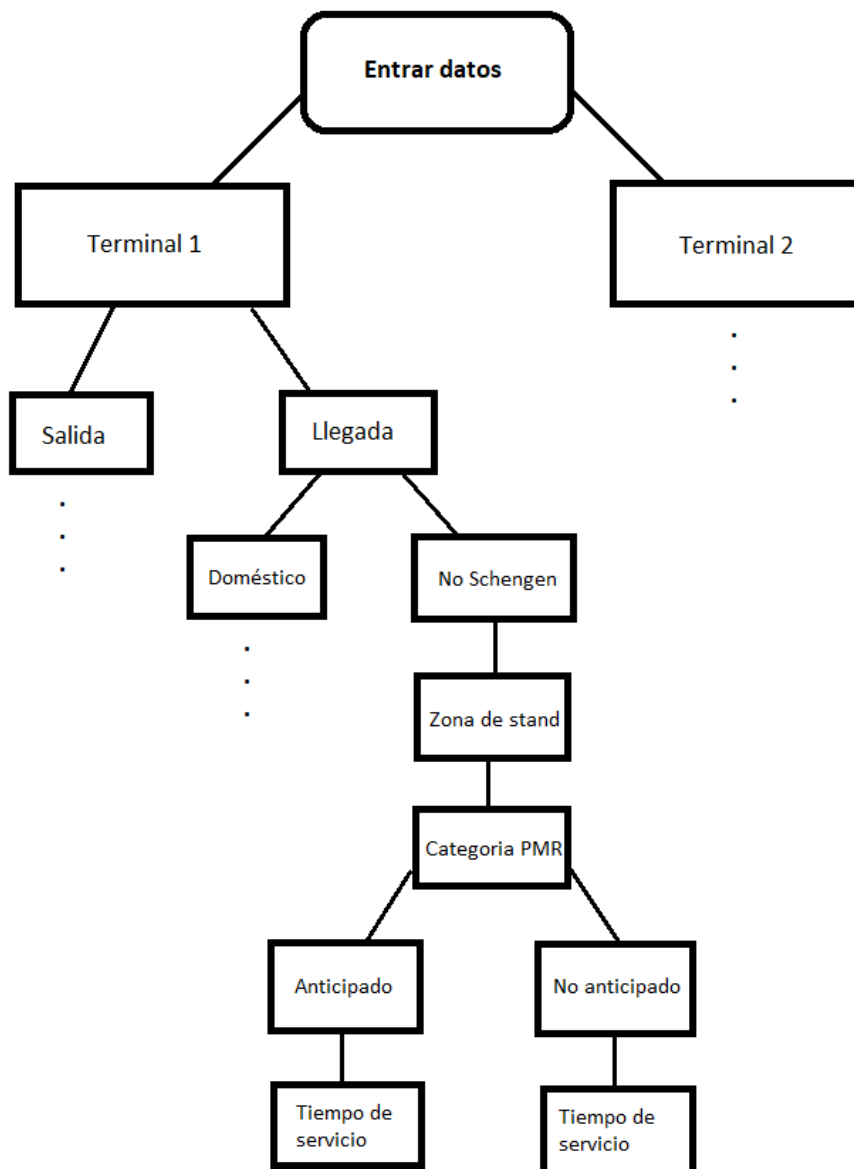 Entrar datos
Terminal 1
Terminal 2
Salida
Llegada
Doméstico
No Schengen
Zona de stand
Categoria PMR
Anticipado
No anticipado
Tiempo de
servicio
Tiempo de
servicio